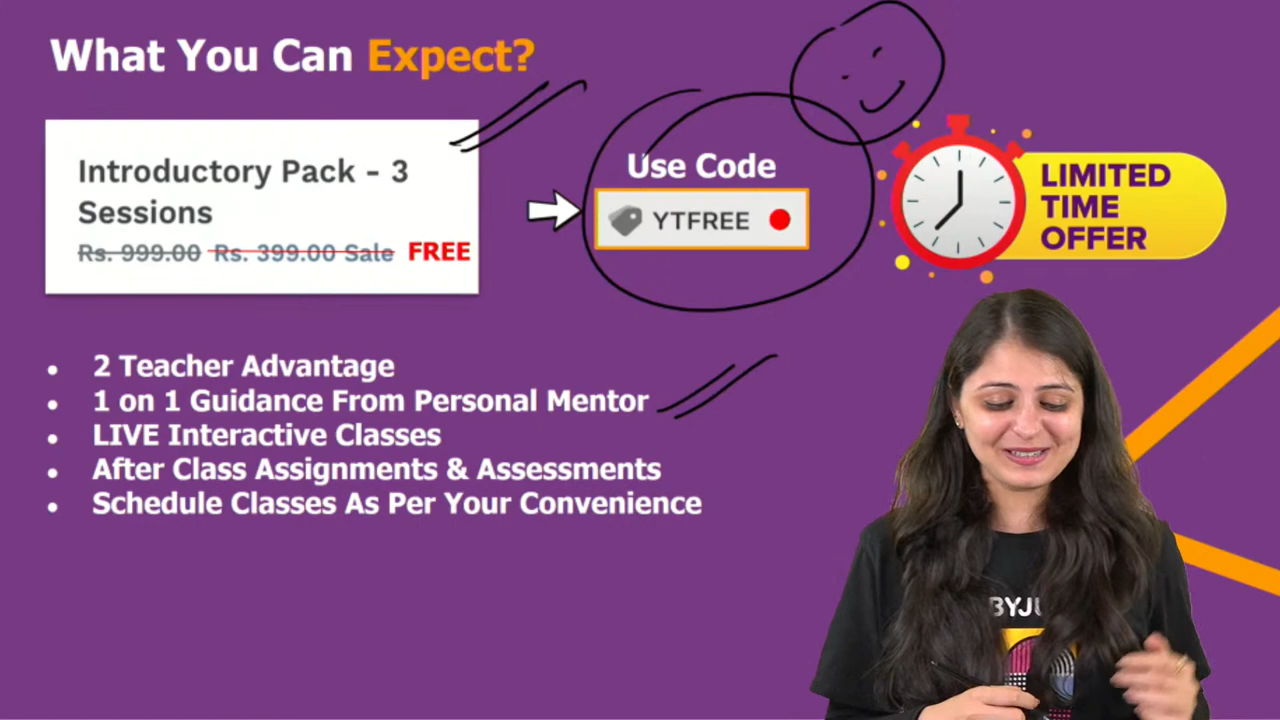 What You Can Expect?
Introductory Pack - 3
Sessions
Rs. 999.00 Rs. 399.00 Sale FREE
Use Code
YTFREE
LIMITED
TIME
OFFER
• 2 Teacher Advantage
• 1 on 1 Guidance From Personal Mentor
• LIVE Interactive Classes
• After Class Assignments & Assessments
• Schedule Classes As Per Your Convenience
BYJU